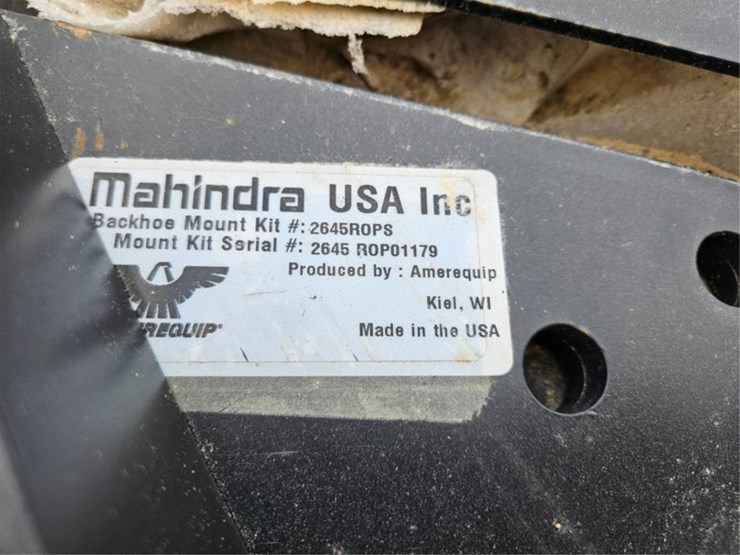 Mahindra USA Inc
Backhoe Mount Kit #: 2645ROPS
Mount Kit Serial #: 2645 ROP01179
Produced by : Amerequip
Kiel, WI
REQUIP
Made in the USA